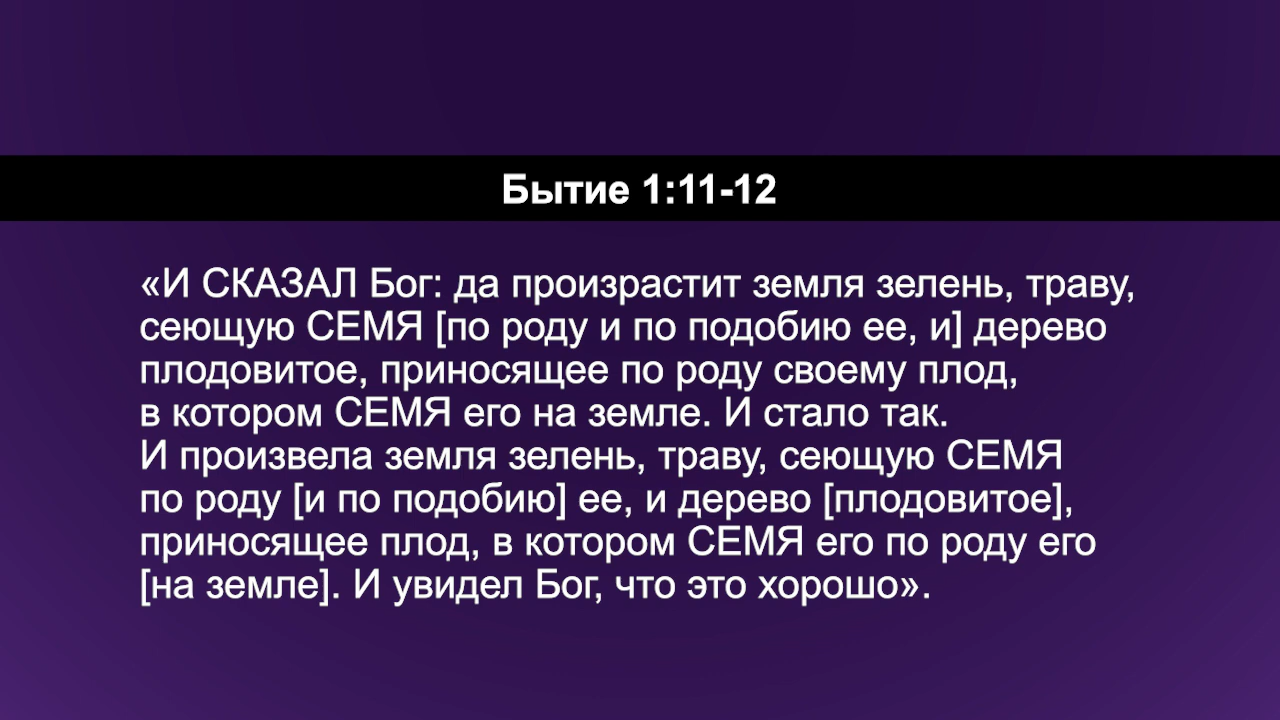 Бытие 1:11-12
«И СКАЗАЛ Бог: да произрастит земля зелень, траву,
сеющую СЕМЯ [по роду и по подобию ее, и] дерево
плодовитое, приносящее по роду своему плод,
в котором СЕМЯ его на земле. И стало так.
И произвела земля зелень, траву, сеющую СЕМЯ
по роду [и по подобию] ее, и дерево [плодовитое],
приносящее плод, в котором СЕМЯ его по роду его
[на земле]. И увидел Бог, что это хорошо».